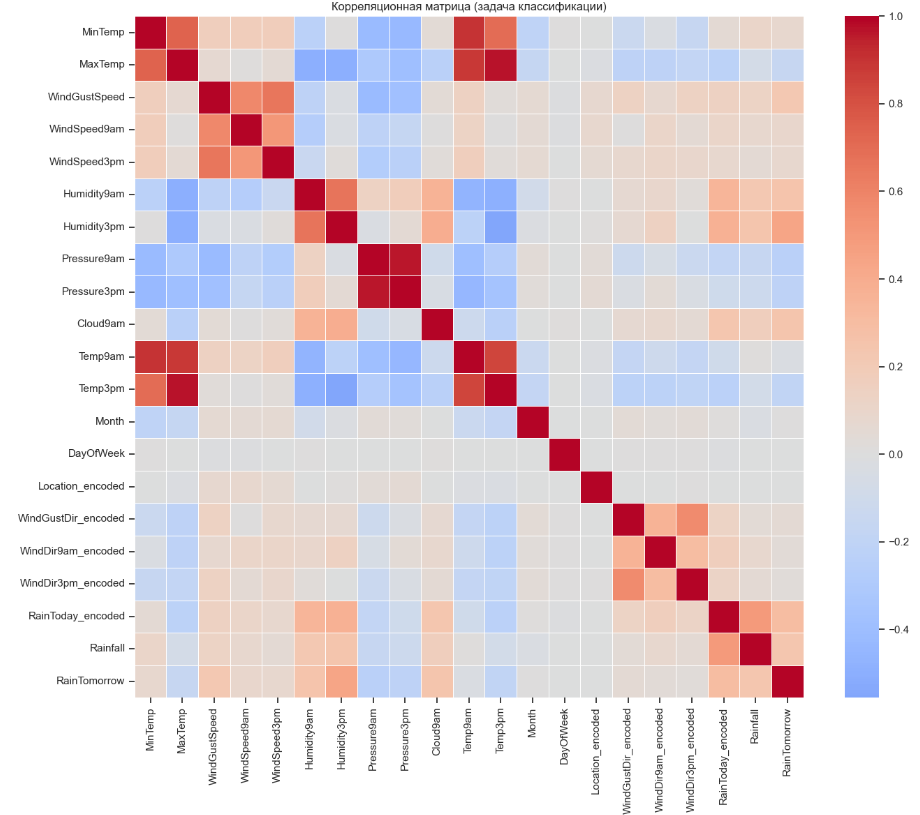 Корреляционная матрица (задача классификации)
MinTemp
MaxTemp
WindGustSpeed
WindSpeed9am
WindSpeed3pm
Humidity9am
Humidity3pm
Pressure9am
Pressure3pm
Cloud9am
Temp9am
Temp3pm
Month
DayOfWeek
Location_encoded
WindGustDir_encoded
WindDir9am_encoded
WindDir3pm_encoded
RainToday_encoded
Rainfall
RainTomorrow
MinTemp
MaxTemp
WindGustSpeed
WindSpeed9am
WindSpeed3pm
Humidity9am
Humidity3pm
Pressure9am
Pressure3pm
Cloud9am
Temp9am
Temp3pm
Month
DayOfWeek
Location_encoded
WindGustDir_encoded
WindDir9am_encoded
WindDir3pm_encoded
RainToday_encoded
Rainfall
RainTomorrow
1.0
0.8
0.6
0.4
0.2
0.0
−0.2
−0.4